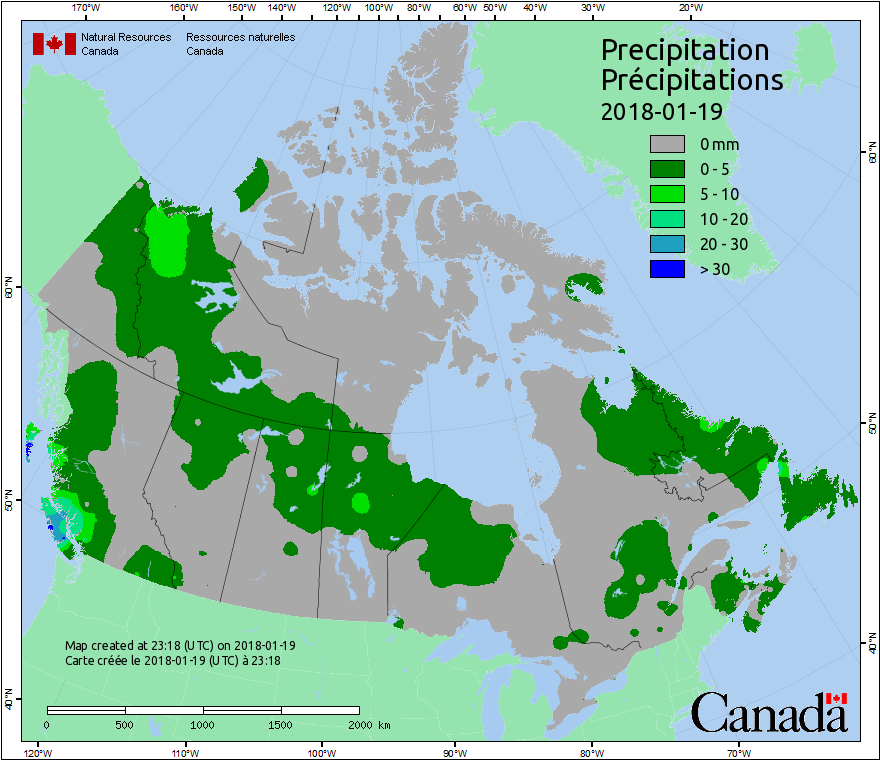 170°W 160°W 150°W 140°W 120°W 100°W 80°W 60°W 50°W 40°W 30°W 20°W
Natural Resources Ressources naturelles
Canada Canada
Precipitation
Précipitations
2018-01-19
0 mm
0 - 5
5 - 10
10 - 20
20 - 30
> 30
60°N
50°N
40°N
60°N
50°N
40°N
Map created at 23:18 (UTC) on 2018-01-19
Carte créée le 2018-01-19 (UTC) à 23:18
0 500 1000 1500 2000 km
Canada
120°W 110°W 100°W 90°W 80°W 70°W